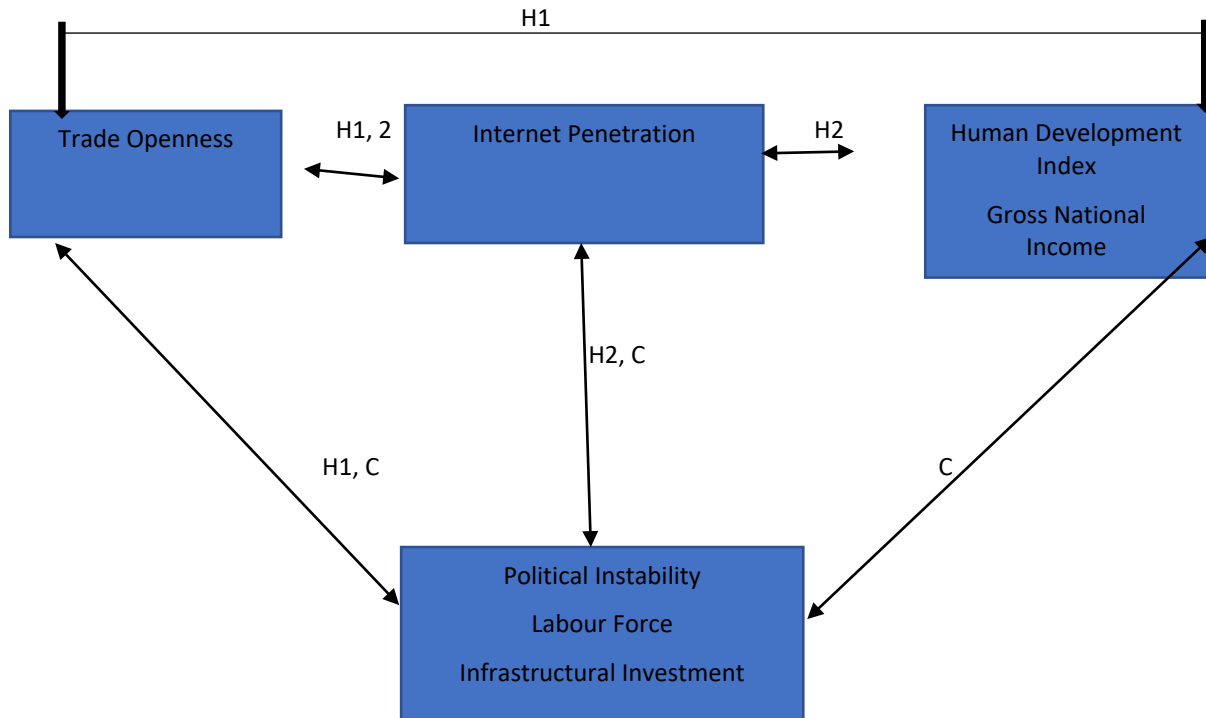 H1
Trade Openness
H1, 2
Internet Penetration
H2
Human Development
Index
Gross National
Income
H2, C
H1, C
C
Political Instability
Labour Force
Infrastructural Investment